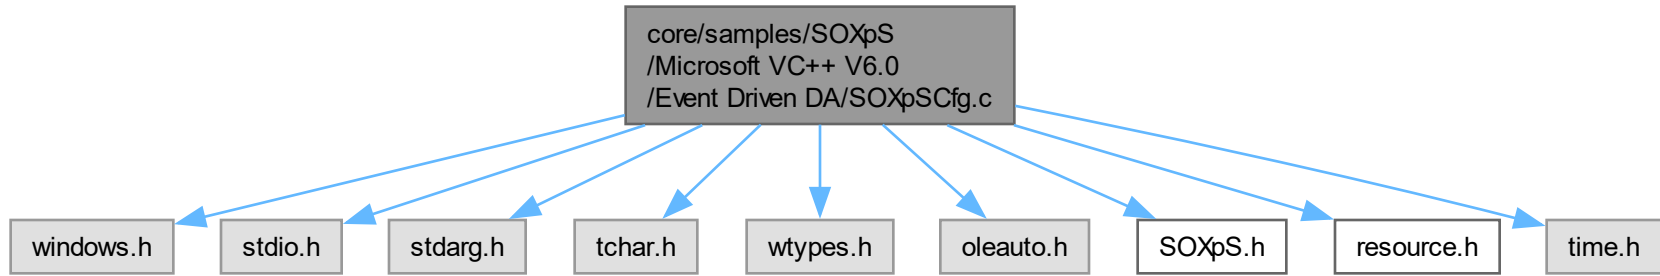 core/samples/SOXpS
/Microsoft VC++ V6.0
/Event Driven DA/SOXpSCfg.c
windows.h
stdio.h
stdarg.h
tchar.h
wtypes.h
oleauto.h
SOXpS.h
resource.h
time.h